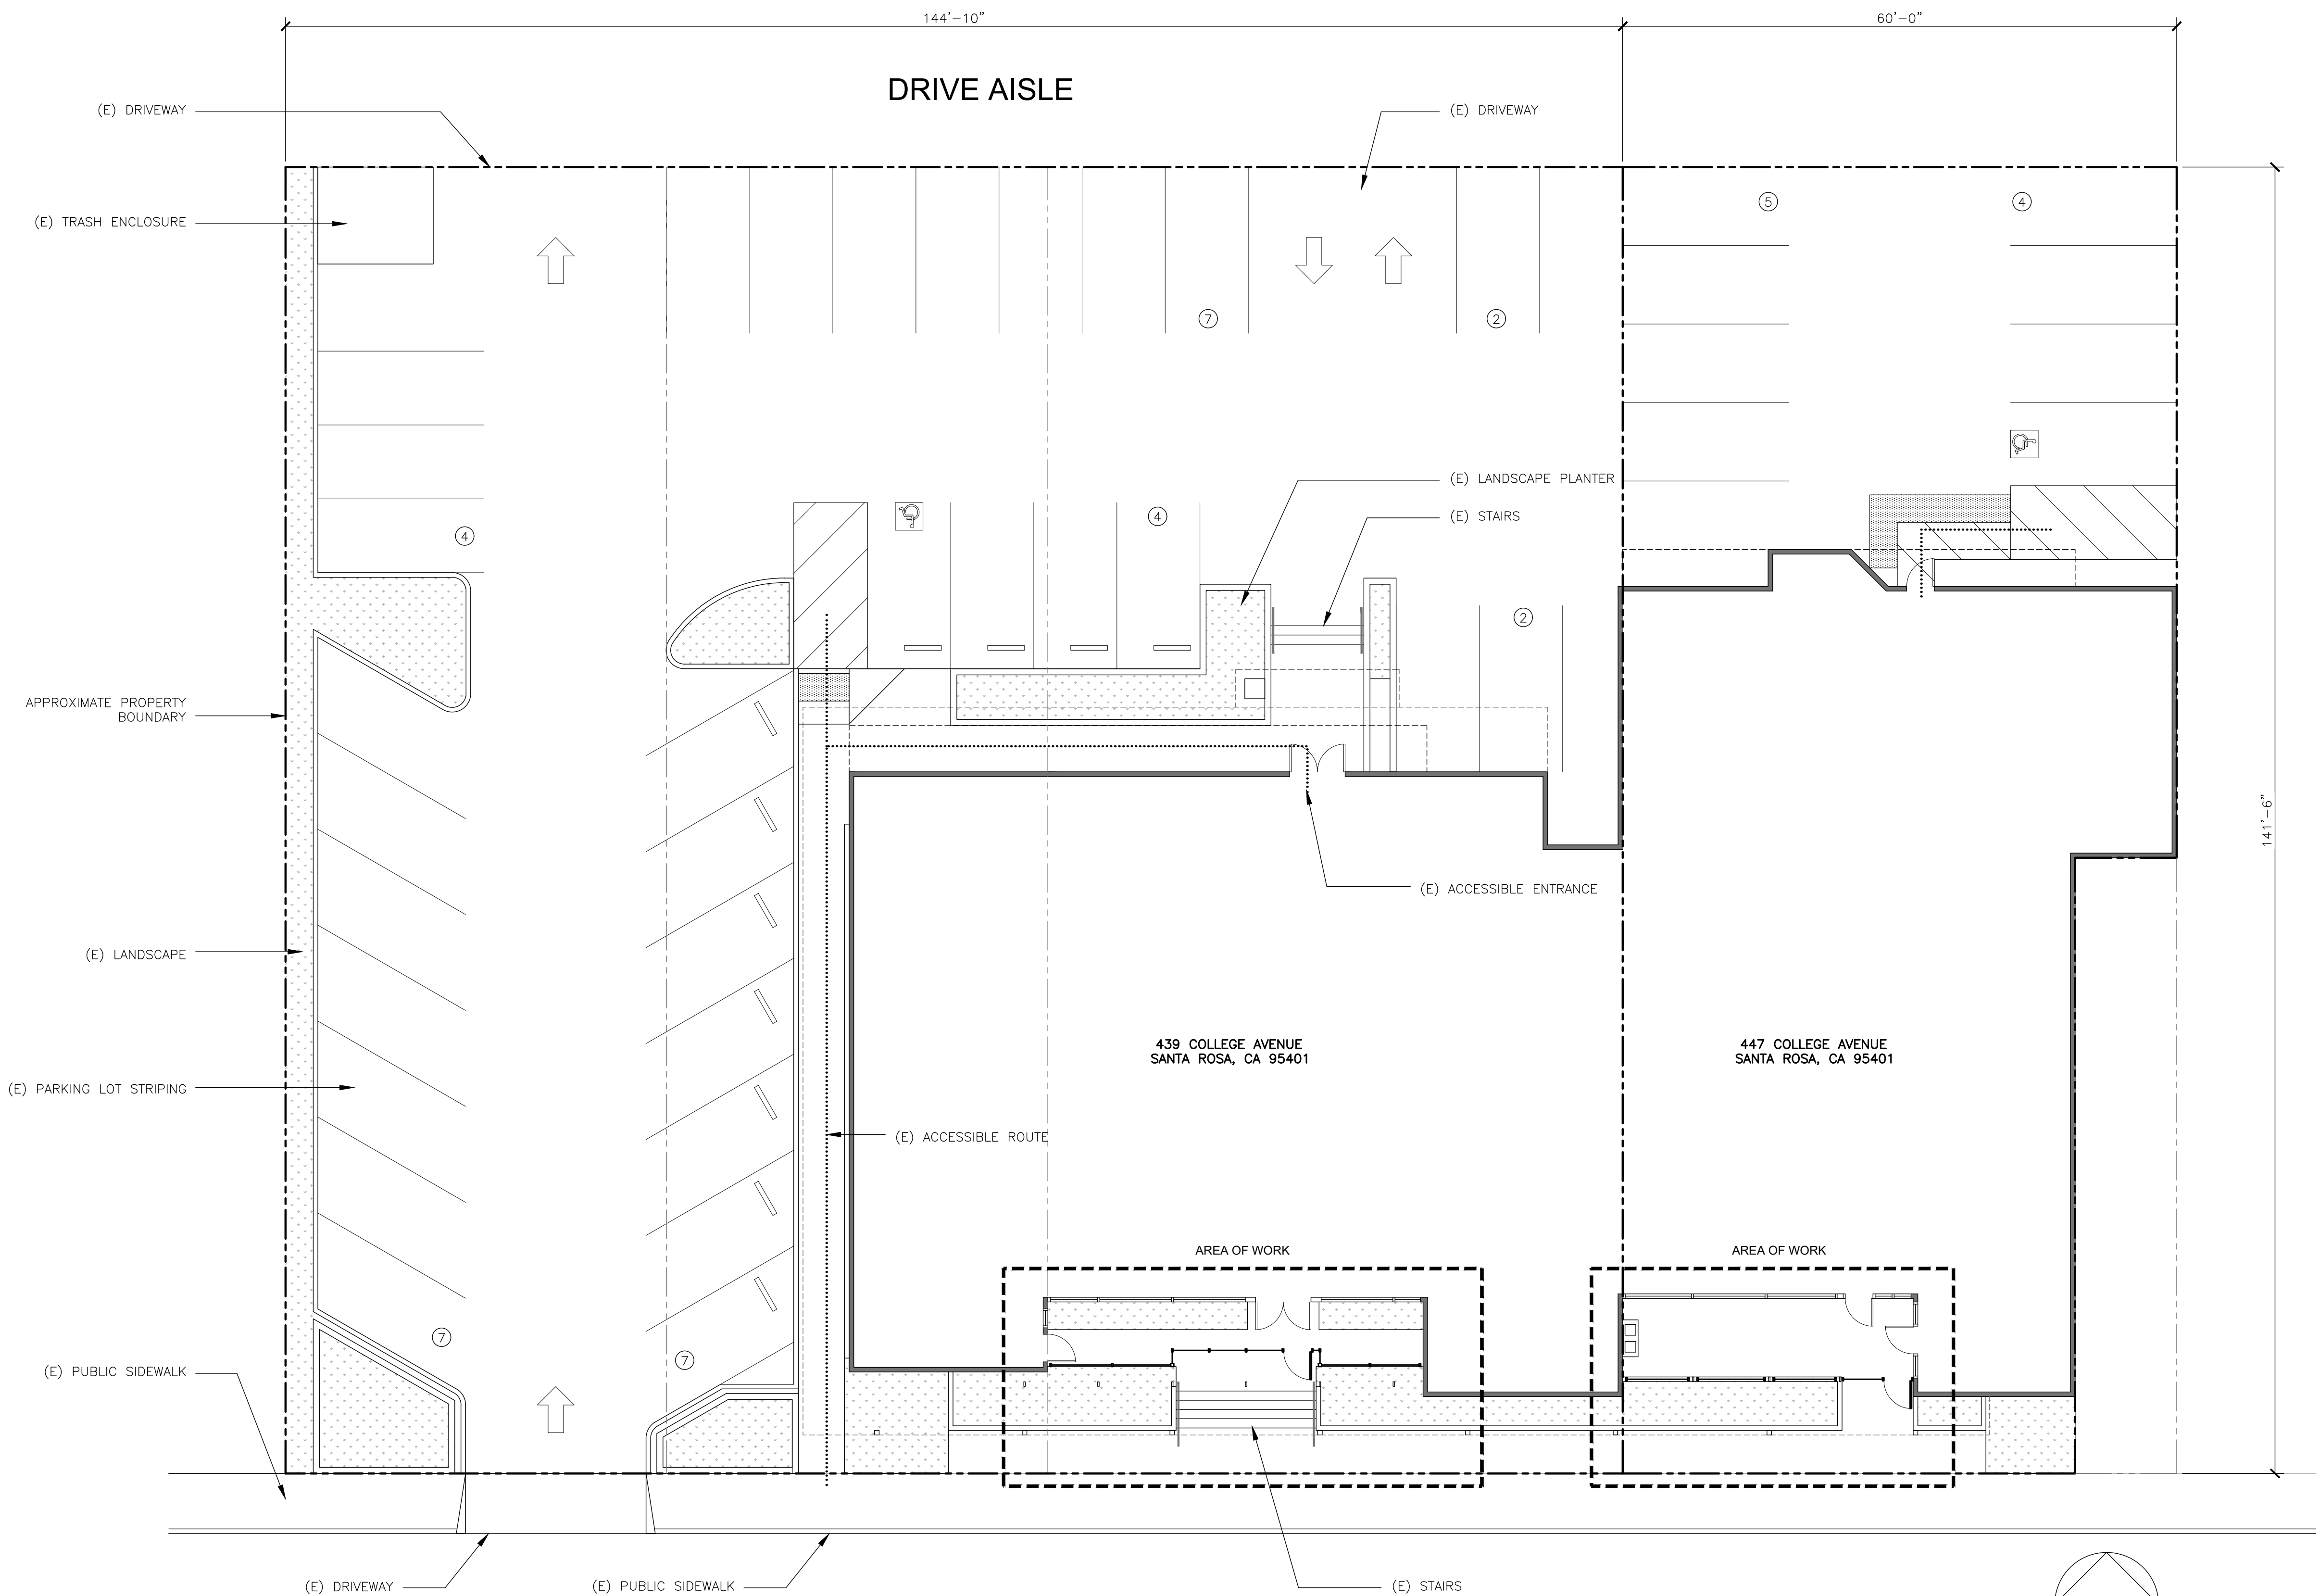 144'-10"
60'-0"
DRIVE AISLE
(E) DRIVEWAY
(E) DRIVEWAY
(E) TRASH ENCLOSURE
5
4
7
2
(E) LANDSCAPE PLANTER
(E) STAIRS
4
4
2
APPROXIMATE PROPERTY
BOUNDARY
141'-6"
(E) ACCESSIBLE ENTRANCE
(E) LANDSCAPE
439 COLLEGE AVENUE
SANTA ROSA, CA 95401
447 COLLEGE AVENUE
SANTA ROSA, CA 95401
(E) PARKING LOT STRIPING
(E) ACCESSIBLE ROUTE
AREA OF WORK
AREA OF WORK
7
7
(E) PUBLIC SIDEWALK
(E) DRIVEWAY
(E) PUBLIC SIDEWALK
(E) STAIRS